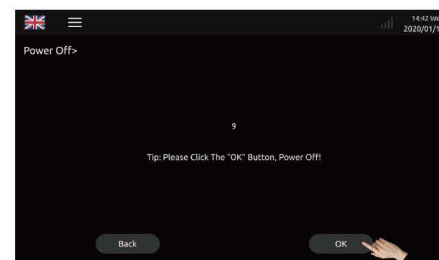 14:42 We
2020/01/1
Power Off>
9
Tip: Please Click The "OK" Button, Power Off!
Back
OK